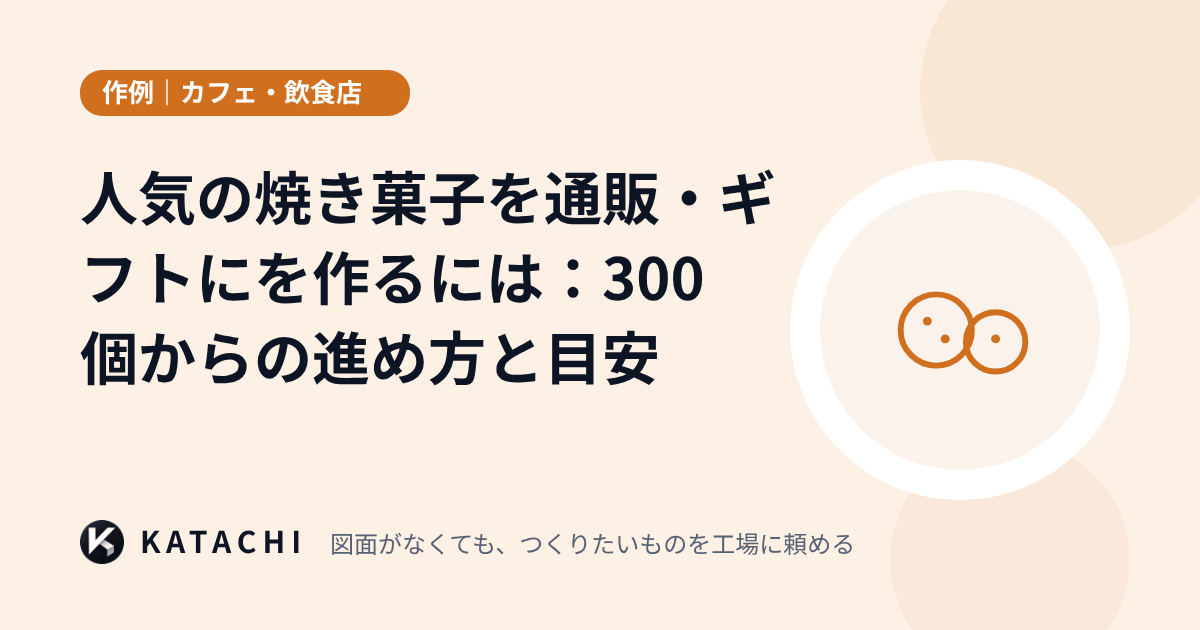 作例｜カフェ・飲食店
人気の焼き菓子を通販・ギ
フトにを作るには：300
個からの進め方と目安
KATACHI 図面がなくても、つくりたいものを工場に頼める